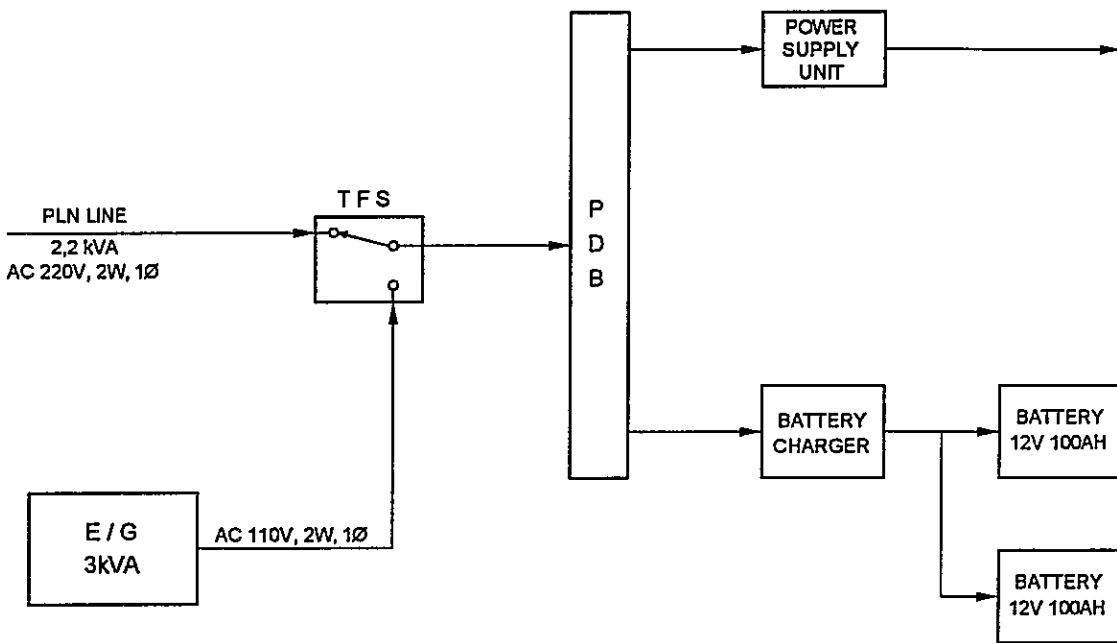 POWER
SUPPLY
UNIT
T F S
PLN LINE
2,2 kVA
AC 220V, 2W, 1Ø
P
D
B
BATTERY
CHARGER
BATTERY
12V 100AH
E / G
3kVA
AC 110V, 2W, 1Ø
BATTERY
12V 100AH